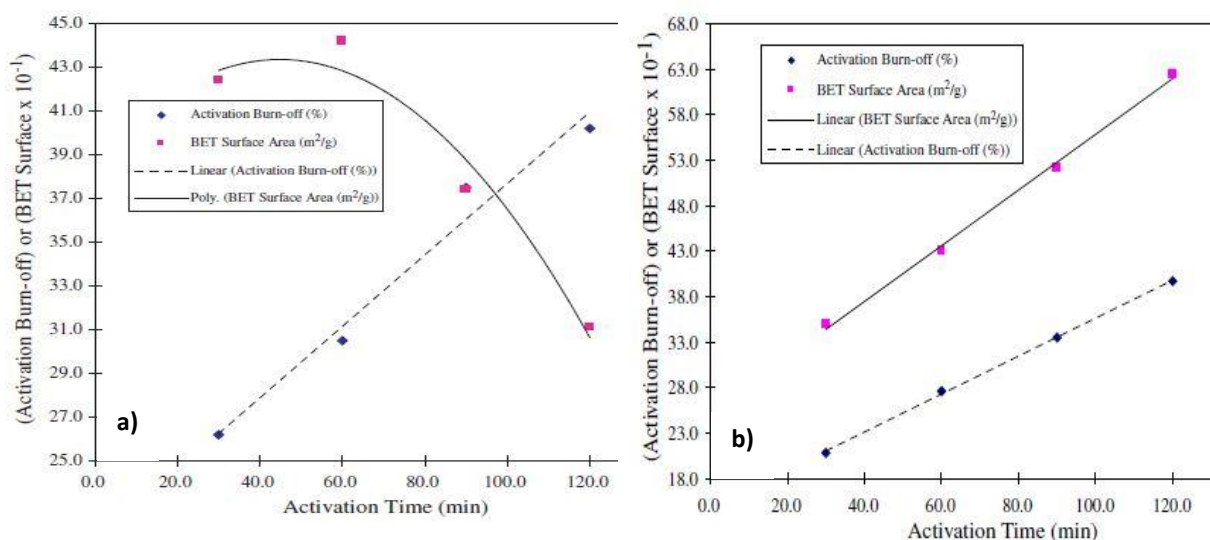 (Activation Burn-off) or (BET Surface x 10⁻¹)
45.0
43.0
41.0
39.0
37.0
35.0
33.0
31.0
29.0
27.0
25.0
Activation Burn-off (%)
BET Surface Area (m²/g)
Linear (Activation Burn-off (%))
Poly. (BET Surface Area (m²/g))
a)
0.0 20.0 40.0 60.0 80.0 100.0 120.0
Activation Time (min)
(Activation Burn-off) or (BET Surface x 10⁻¹)
68.0
63.0
58.0
53.0
48.0
43.0
38.0
33.0
28.0
23.0
18.0
Activation Burn-off (%)
BET Surface Area (m²/g)
Linear (BET Surface Area (m²/g))
Linear (Activation Burn-off (%))
b)
0.0 20.0 40.0 60.0 80.0 100.0 120.0
Activation Time (min)